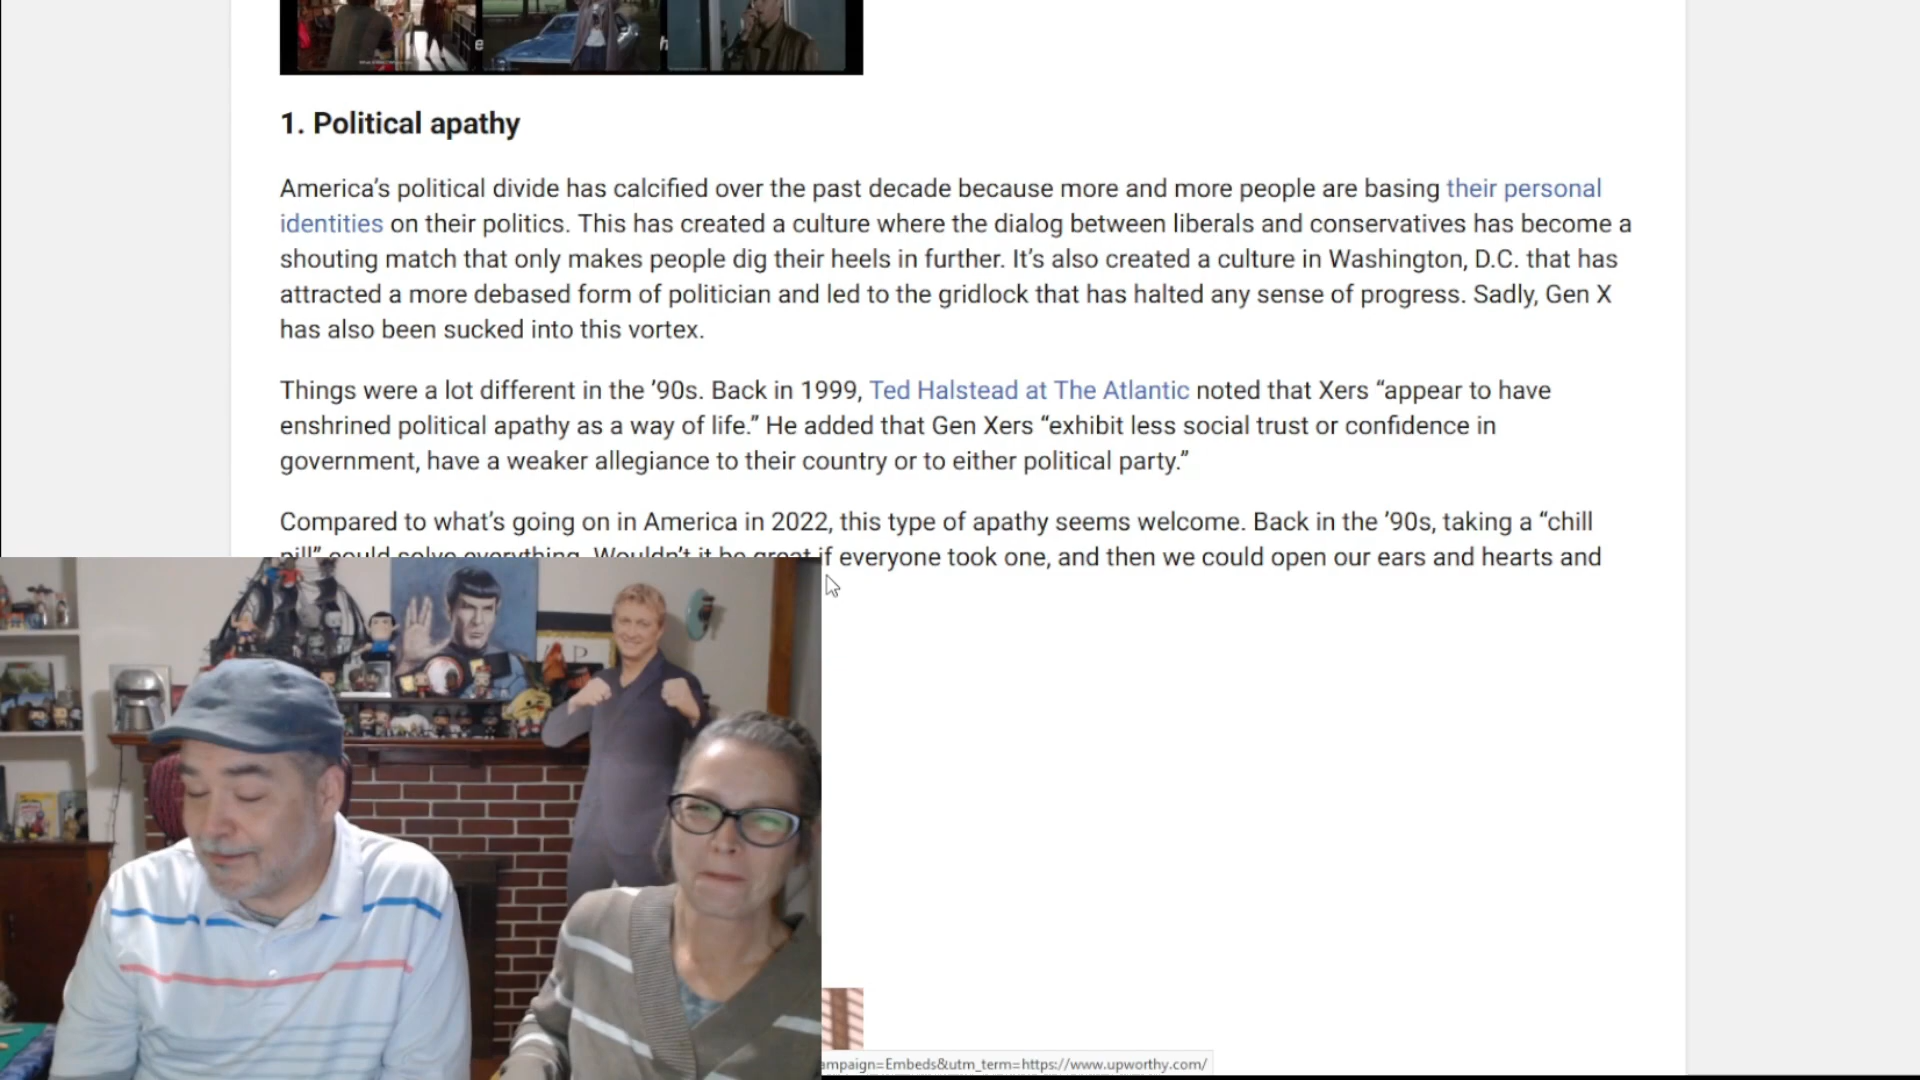 1. Political apathy
America’s political divide has calcified over the past decade because more and more people are basing their personal
identities on their politics. This has created a culture where the dialog between liberals and conservatives has become a
shouting match that only makes people dig their heels in further. It’s also created a culture in Washington, D.C. that has
attracted a more debased form of politician and led to the gridlock that has halted any sense of progress. Sadly, Gen X
has also been sucked into this vortex.
Things were a lot different in the ’90s. Back in 1999, Ted Halstead at The Atlantic noted that Xers “appear to have
enshrined political apathy as a way of life.” He added that Gen Xers “exhibit less social trust or confidence in
government, have a weaker allegiance to their country or to either political party.”
Compared to what’s going on in America in 2022, this type of apathy seems welcome. Back in the ’90s, taking a “chill
pill” could solve everything. Wouldn’t it be great if everyone took one, and then we could open our ears and hearts and
ampaign=Embeds&utm_term=https://www.upworthy.com/